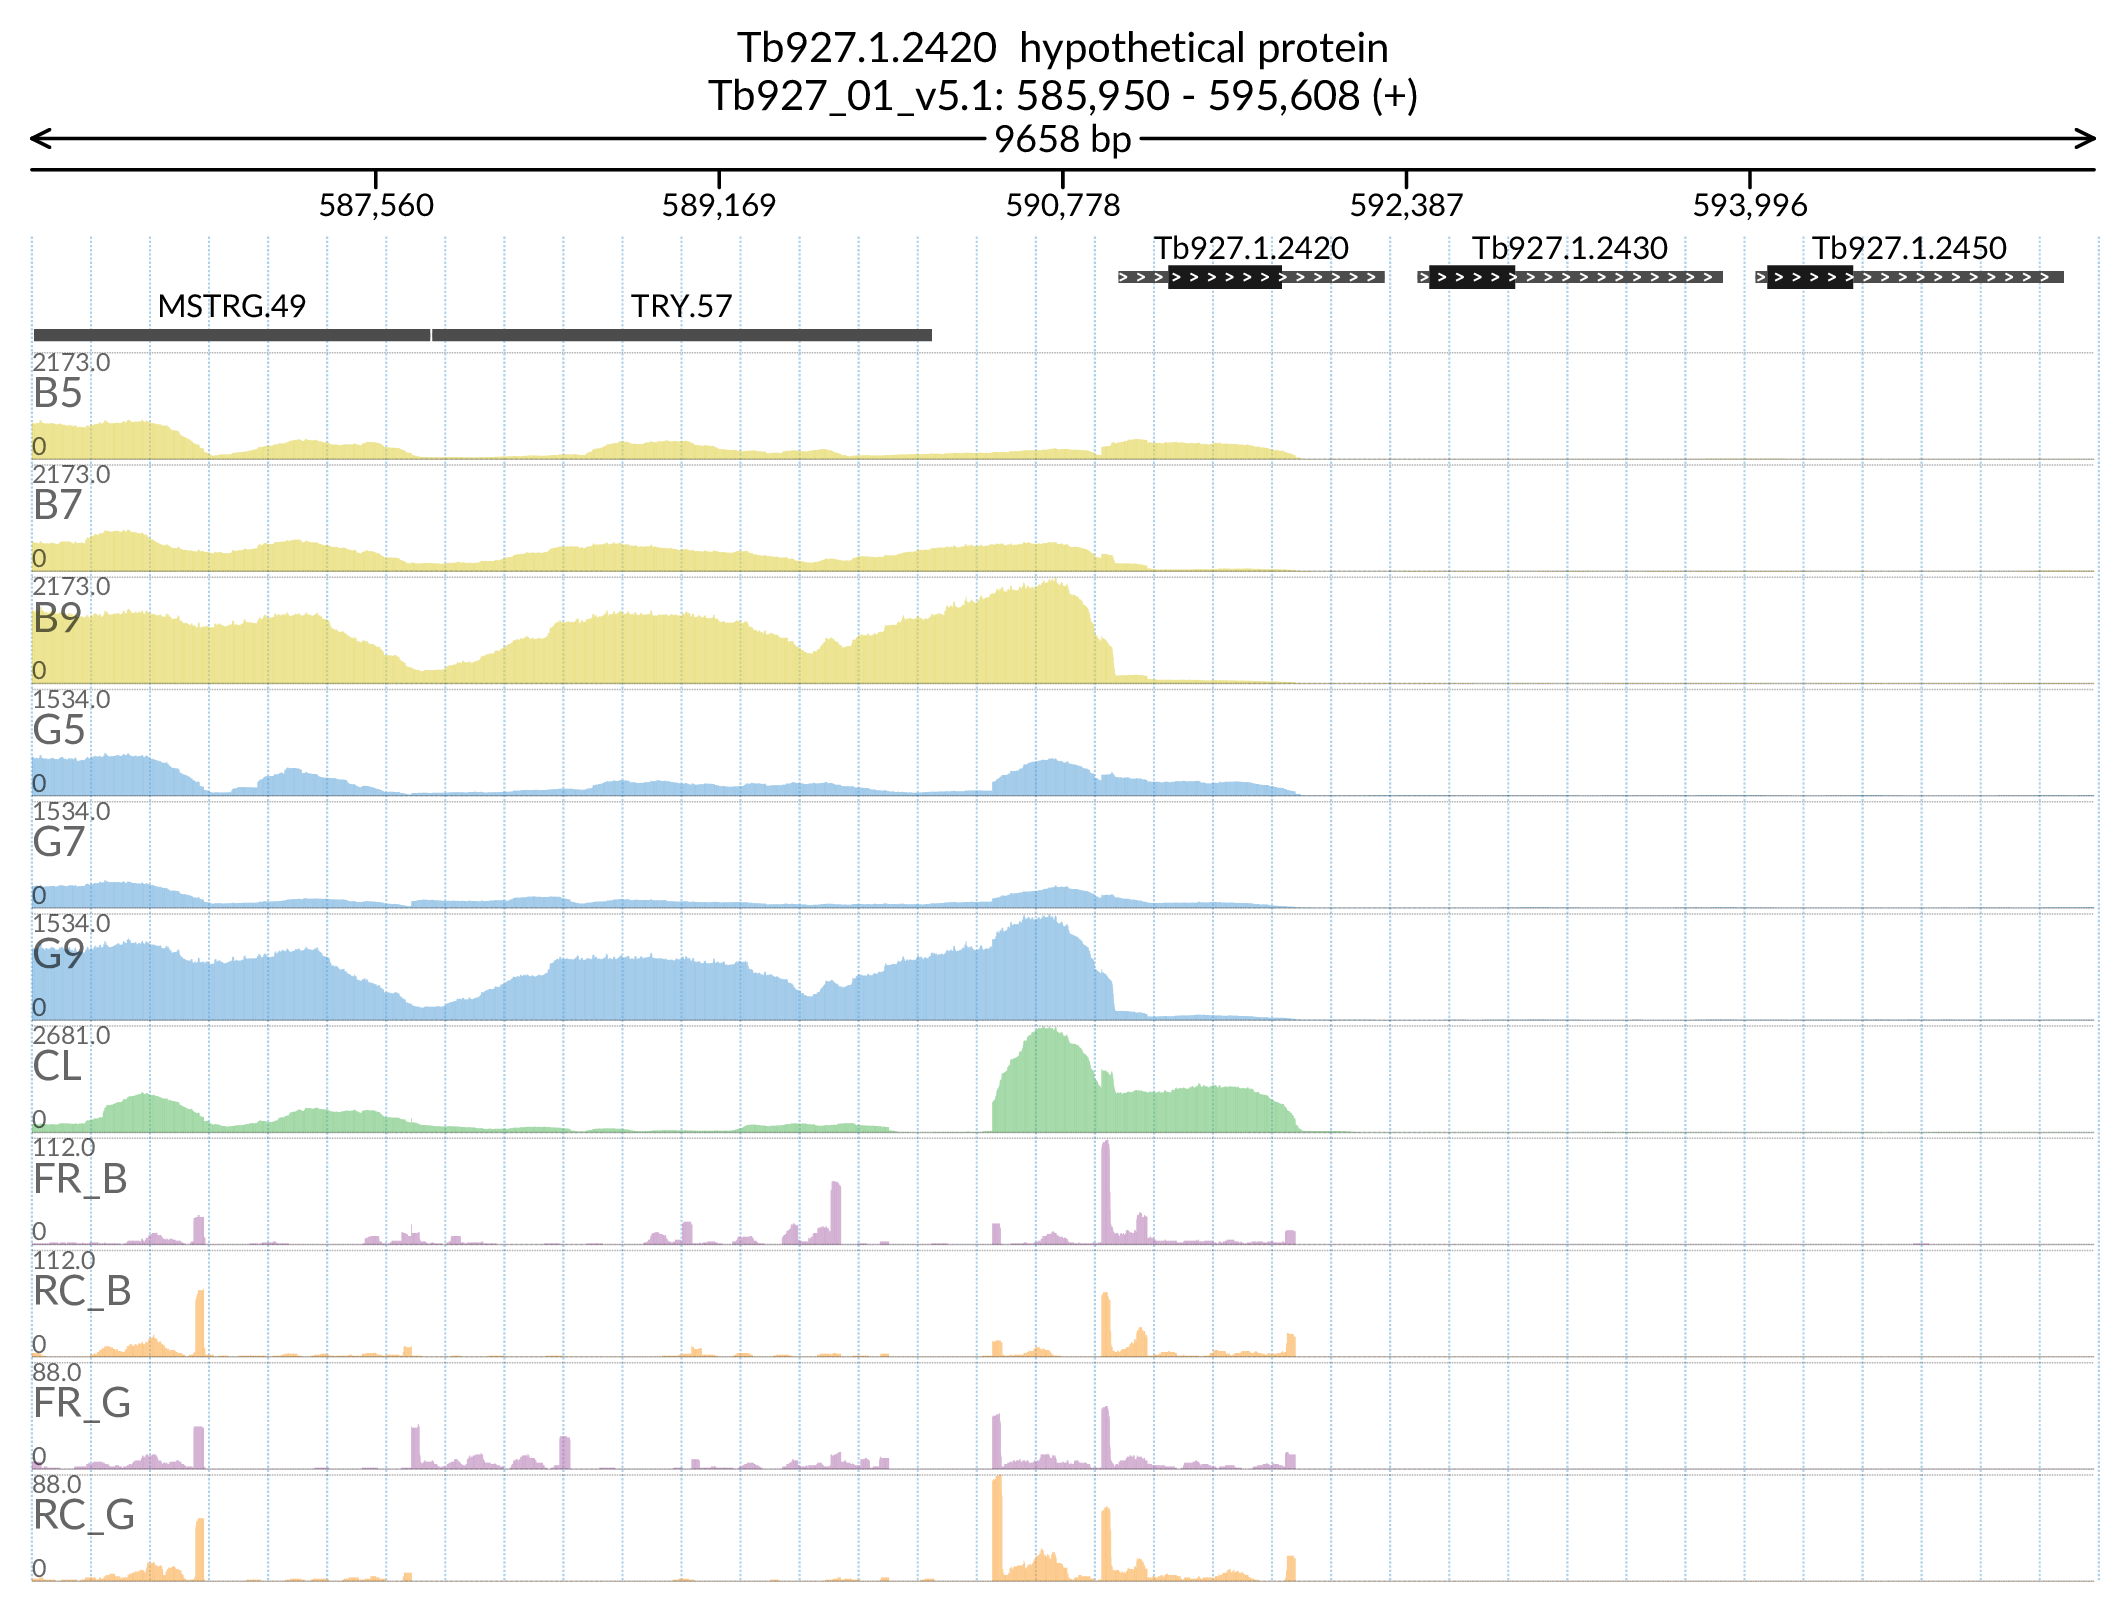 Tb927.1.2420  hypothetical protein
Tb927_01_v5.1: 585,950 - 595,608 (+)
9658 bp
587,560 589,169 590,778 592,387 593,996
Tb927.1.2420 Tb927.1.2430 Tb927.1.2450
MSTRG.49 TRY.57
2173.0
B5
0
2173.0
B7
0
2173.0
B9
0
1534.0
G5
0
1534.0
G7
0
1534.0
G9
0
2681.0
CL
0
112.0
FR_B
0
112.0
RC_B
0
88.0
FR_G
0
88.0
RC_G
0